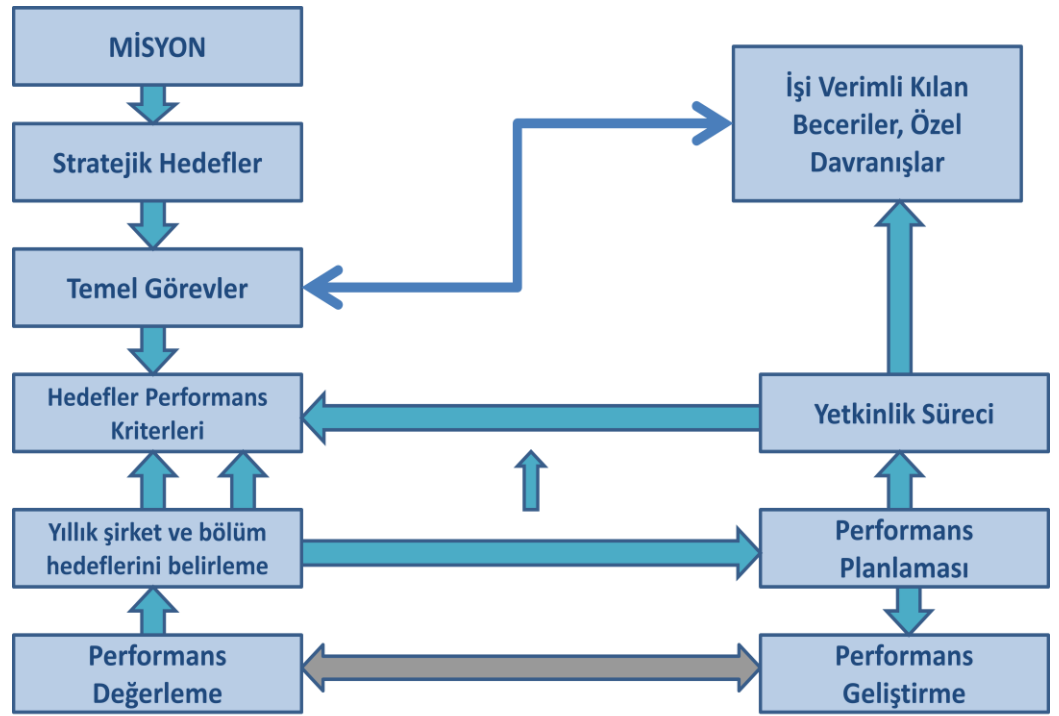 MİSYON
Stratejik Hedefler
Temel Görevler
Hedefler Performans
Kriterleri
Yıllık şirket ve bölüm
hedeflerini belirleme
Performans
Değerleme
İşi Verimli Kılan
Beceriler, Özel
Davranışlar
Yetkinlik Süreci
Performans
Planlaması
Performans
Geliştirme